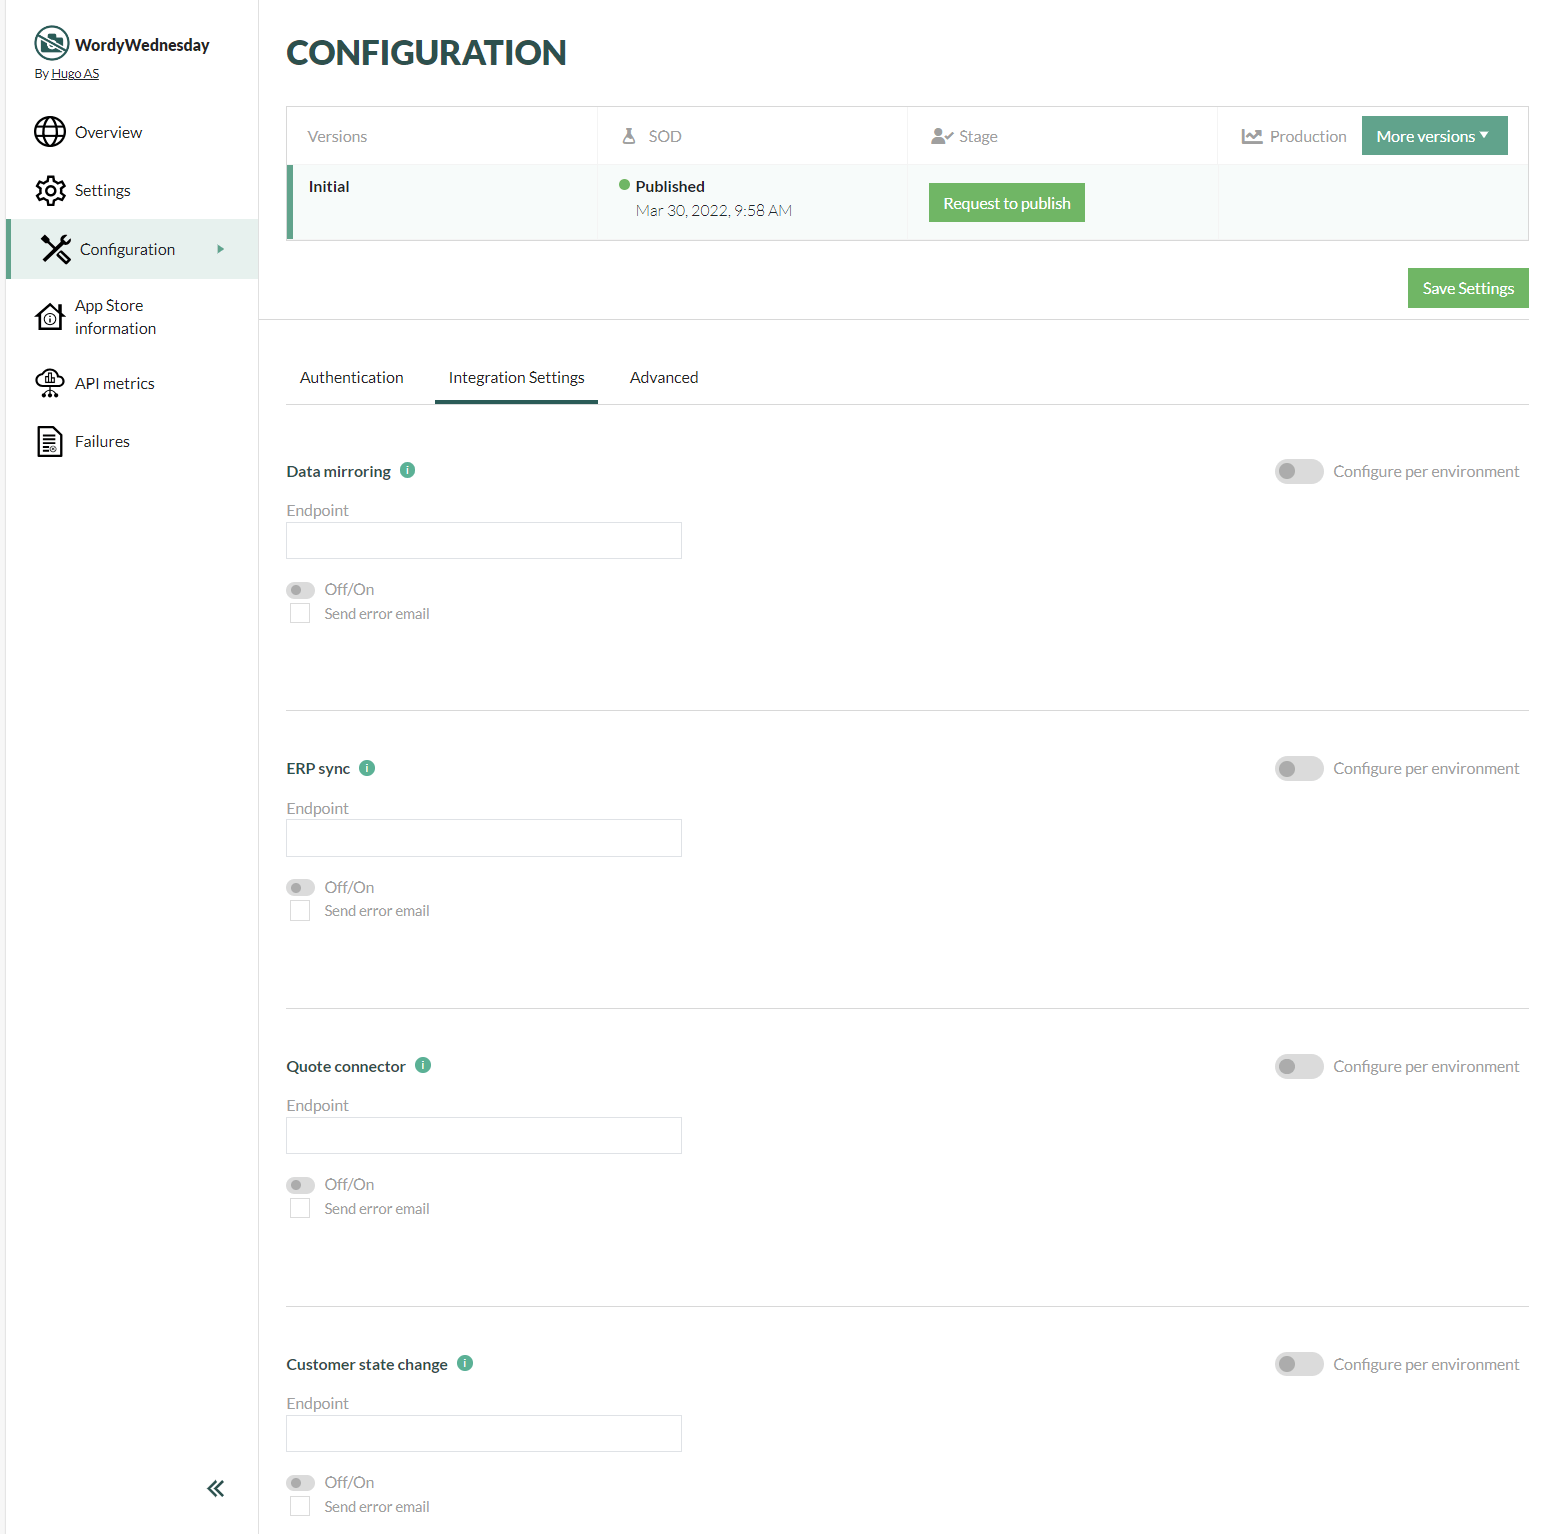 WordyWednesday
By Hugo AS
Overview
Settings
Configuration
App Store
information
API metrics
Failures
CONFIGURATION
Versions
SOD
Stage
Production
More versions
Initial
Published
Mar 30, 2022, 9:58 AM
Request to publish
Save Settings
Authentication
Integration Settings
Advanced
Data mirroring
Configure per environment
Endpoint
Off/On
Send error email
ERP sync
Configure per environment
Endpoint
Off/On
Send error email
Quote connector
Configure per environment
Endpoint
Off/On
Send error email
Customer state change
Configure per environment
Endpoint
Off/On
Send error email